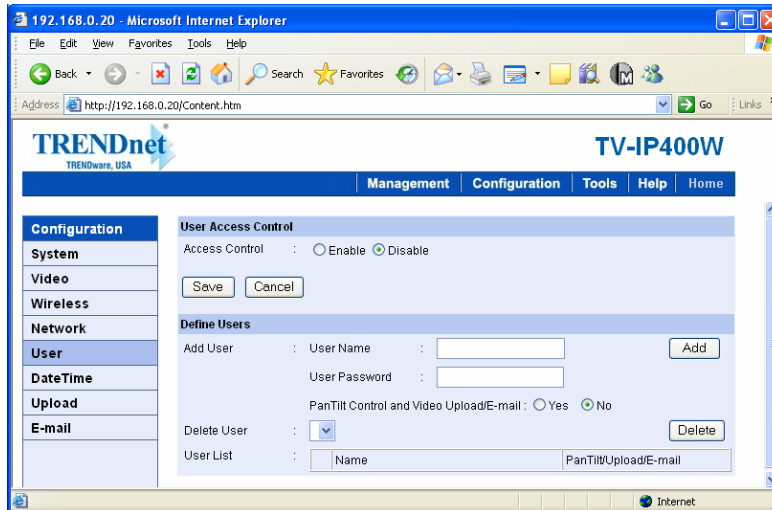 192.168.0.20 - Microsoft Internet Explorer
File Edit View Favorites Tools Help
Back Search Favorites
Address http://192.168.0.20/Content.htm Go Links
TRENDnet
TRENDware, USA
TV-IP400W
Management Configuration Tools Help Home
Configuration
System
Video
Wireless
Network
User
DateTime
Upload
E-mail
User Access Control
Access Control : Enable Disable
Save Cancel
Define Users
Add User : User Name : Add
User Password :
PanTilt Control and Video Upload/E-mail : Yes No
Delete User : Delete
User List : Name PanTilt/Upload/E-mail
Internet